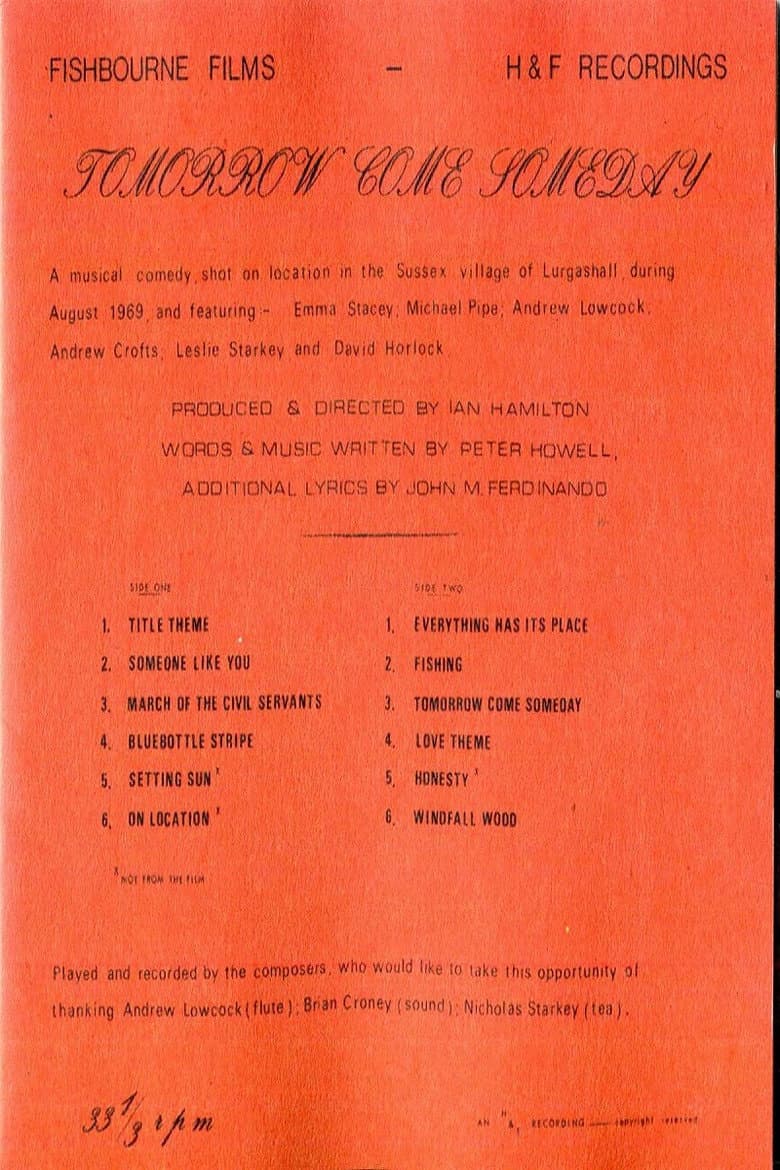 FISHBOURNE FILMS – H & F RECORDINGS
TOMORROW COME SOMEDAY
A musical comedy, shot on location in the Sussex village of Lurgashall, during
August 1969, and featuring:- Emma Stacey; Michael Pipe; Andrew Lowcock;
Andrew Crofts; Leslie Starkey and David Horlock.
PRODUCED & DIRECTED BY IAN HAMILTON
WORDS & MUSIC WRITTEN BY PETER HOWELL,
ADDITIONAL LYRICS BY JOHN M. FERDINANDO
SIDE ONE
1. TITLE THEME
2. SOMEONE LIKE YOU
3. MARCH OF THE CIVIL SERVANTS
4. BLUEBOTTLE STRIPE
5. SETTING SUN x
6. ON LOCATION x
x NOT FROM THE FILM
SIDE TWO
1. EVERYTHING HAS ITS PLACE
2. FISHING
3. TOMORROW COME SOMEDAY
4. LOVE THEME
5. HONESTY x
6. WINDFALL WOOD
Played and recorded by the composers, who would like to take this opportunity of
thanking Andrew Lowcock (flute); Brian Croney (sound); Nicholas Starkey (tea).
33 1/3 rpm
AN H & F RECORDING — copyright reserved